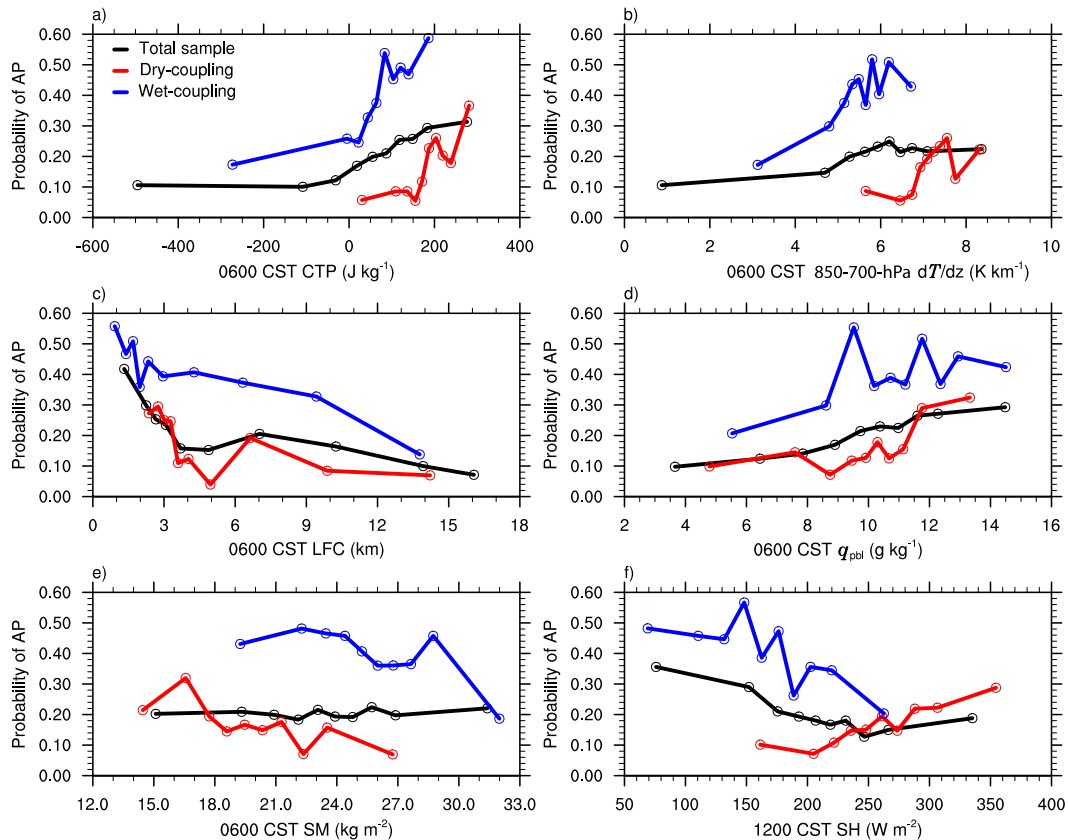 a)
b)
0.60
0.50
0.40
0.30
0.20
0.10
0.00
Probability of AP
Total sample
Dry-coupling
Wet-coupling
-600 -400 -200 0 200 400
0600 CST CTP (J kg⁻¹)
0.60
0.50
0.40
0.30
0.20
0.10
0.00
Probability of AP
0 2 4 6 8 10
0600 CST 850-700-hPa dT/dz (K km⁻¹)
c)
d)
0.60
0.50
0.40
0.30
0.20
0.10
0.00
Probability of AP
0 3 6 9 12 15 18
0600 CST LFC (km)
0.60
0.50
0.40
0.30
0.20
0.10
0.00
Probability of AP
2 4 6 8 10 12 14 16
0600 CST qpbl (g kg⁻¹)
e)
f)
0.60
0.50
0.40
0.30
0.20
0.10
0.00
Probability of AP
12.0 15.0 18.0 21.0 24.0 27.0 30.0 33.0
0600 CST SM (kg m⁻²)
0.60
0.50
0.40
0.30
0.20
0.10
0.00
Probability of AP
50 100 150 200 250 300 350 400
1200 CST SH (W m⁻²)